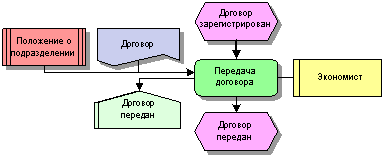 Договор
зарегистрирован
Положение о
подразделении
Договор
Передача
договора
Экономист
Договор
передан
Договор
передан